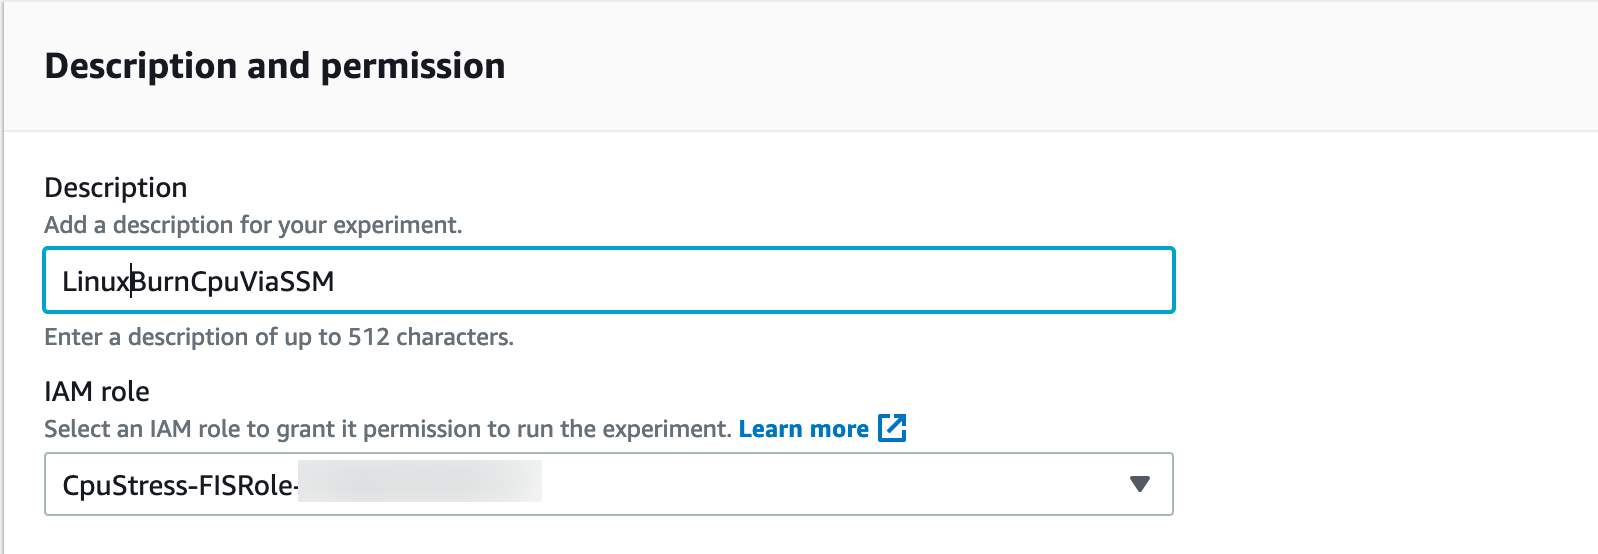 Description and permission
Description
Add a description for your experiment.
LinuxBurnCpuViaSSM
Enter a description of up to 512 characters.
IAM role
Select an IAM role to grant it permission to run the experiment. Learn more
CpuStress-FISRole-